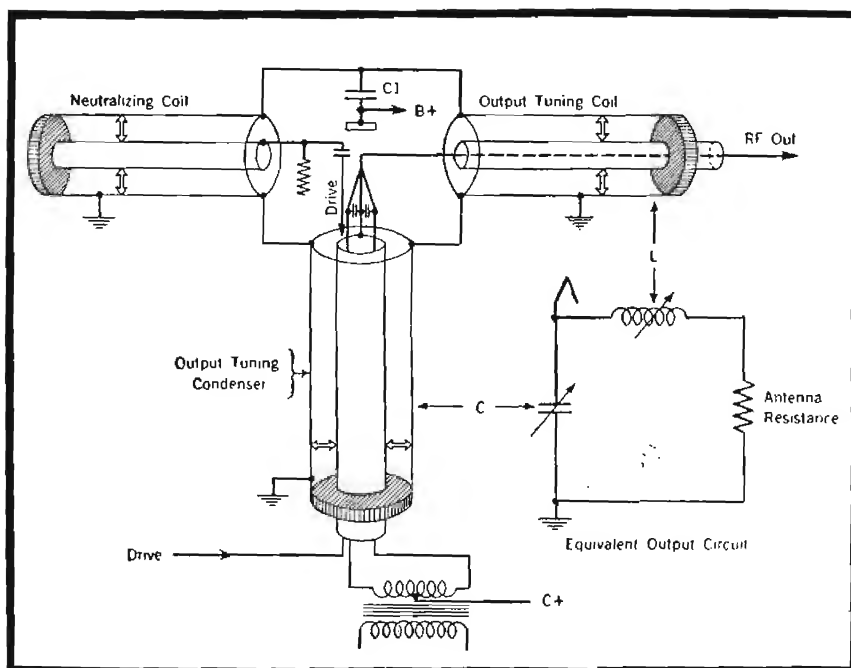 Neutralizing Coil
C1
B+
Output Tuning Coil
RF Out
Drive
L
Output Tuning
Condenser
C
Antenna
Resistance
Drive
Equivalent Output Circuit
C+